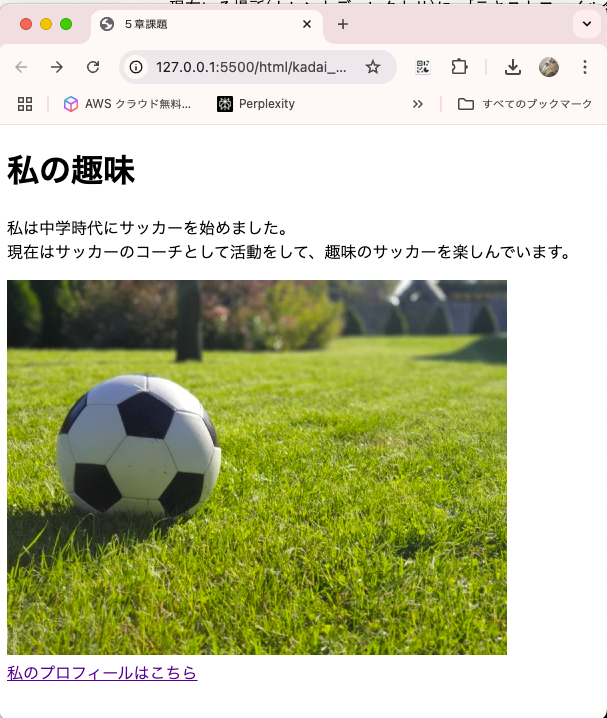 ５章課題
127.0.0.1:5500/html/kadai_...
AWS クラウド無料...
Perplexity
すべてのブックマーク
私の趣味
私は中学時代にサッカーを始めました。
現在はサッカーのコーチとして活動をして、趣味のサッカーを楽しんでいます。
私のプロフィールはこちら